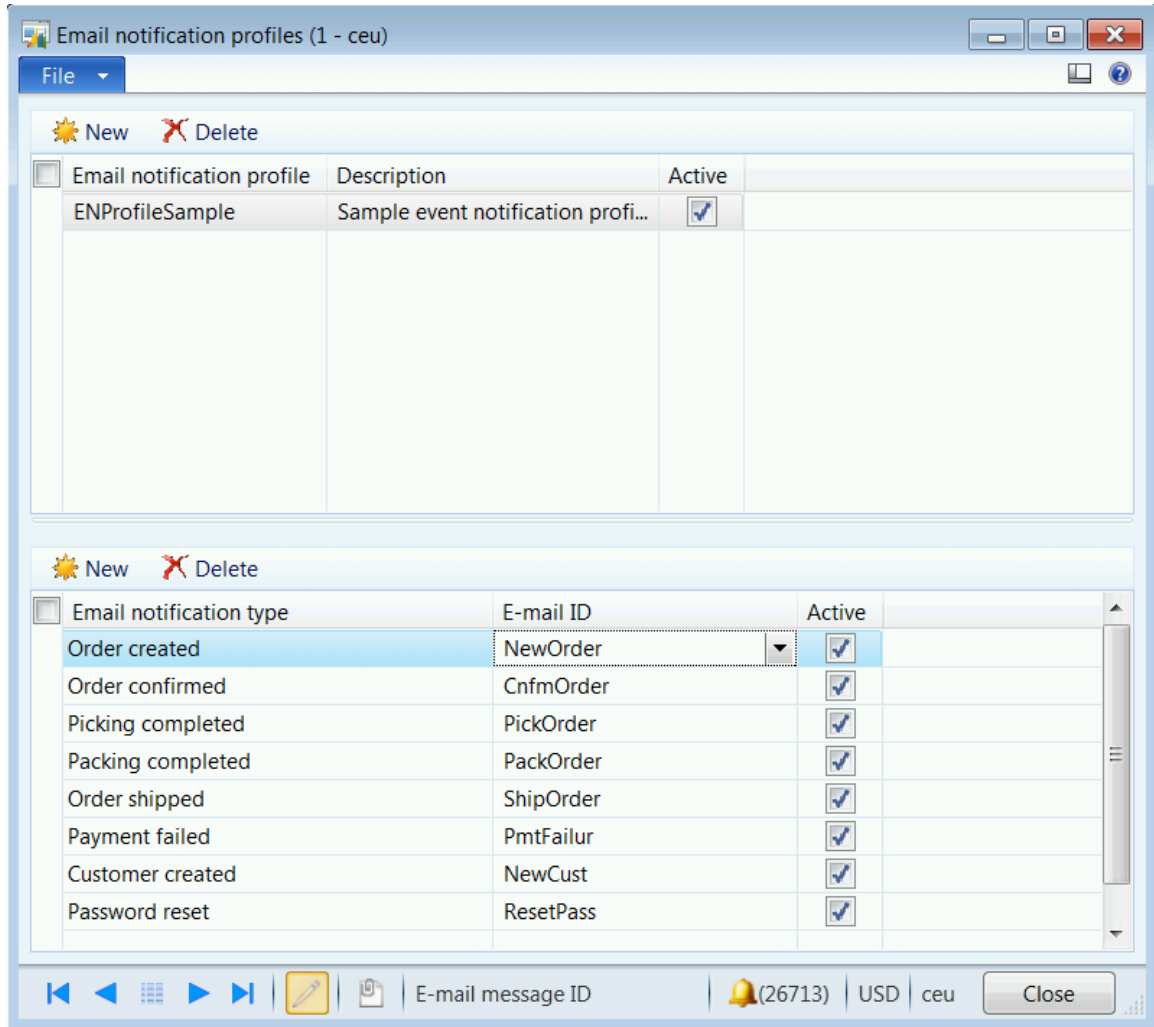 Email notification profiles (1 - ceu)
File
New Delete
Email notification profile Description Active
ENProfileSample Sample event notification profi...
New Delete
Email notification type E-mail ID Active
Order created NewOrder
Order confirmed CnfmOrder
Picking completed PickOrder
Packing completed PackOrder
Order shipped ShipOrder
Payment failed PmtFailur
Customer created NewCust
Password reset ResetPass
E-mail message ID (26713) USD ceu Close